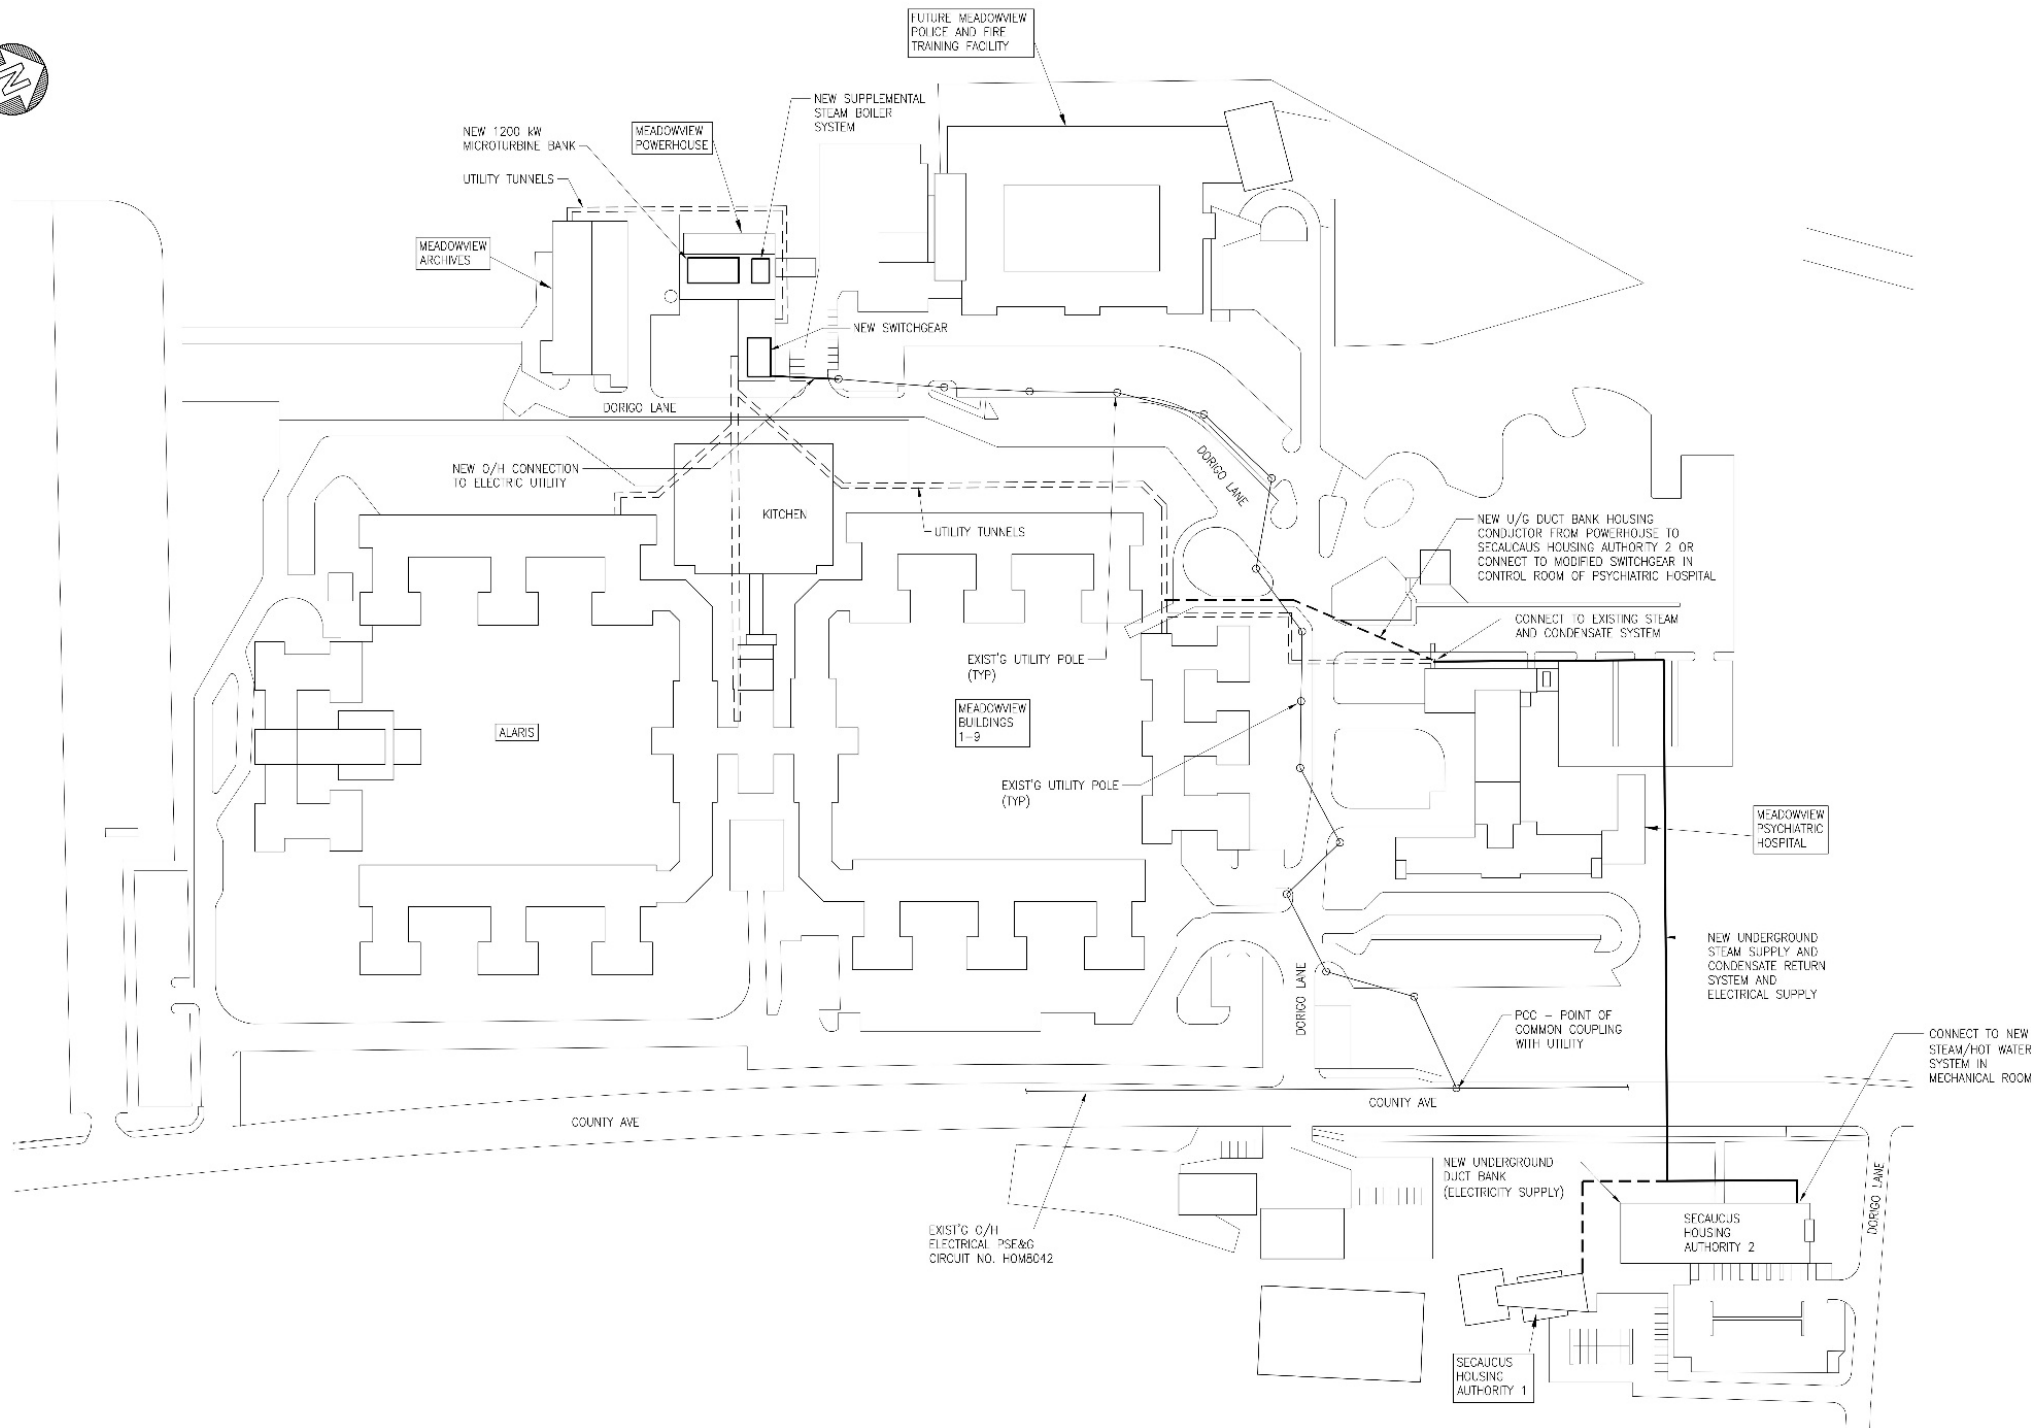 FUTURE MEADOWVIEW
POLICE AND FIRE
TRAINING FACILITY
N
NEW SUPPLEMENTAL
STEAM BOILER
SYSTEM
NEW 1200 kW
MICROTURBINE BANK
MEADOWVIEW
POWERHOUSE
UTILITY TUNNELS
MEADOWVIEW
ARCHIVES
NEW SWITCHGEAR
DORIGO LANE
NEW O/H CONNECTION
TO ELECTRIC UTILITY
KITCHEN
DORIGO LANE
UTILITY TUNNELS
NEW U/G DUCT BANK HOUSING
CONDUCTOR FROM POWERHOUSE TO
SECAUCAUS HOUSING AUTHORITY 2 OR
CONNECT TO MODIFIED SWITCHGEAR IN
CONTROL ROOM OF PSYCHIATRIC HOSPITAL
CONNECT TO EXISTING STEAM
AND CONDENSATE SYSTEM
EXIST'G UTILITY POLE
(TYP)
MEADOWVIEW
BUILDINGS
1-9
ALARIS
EXIST'G UTILITY POLE
(TYP)
MEADOWVIEW
PSYCHIATRIC
HOSPITAL
NEW UNDERGROUND
STEAM SUPPLY AND
CONDENSATE RETURN
SYSTEM AND
ELECTRICAL SUPPLY
DORIGO LANE
PCC - POINT OF
COMMON COUPLING
WITH UTILITY
CONNECT TO NEW
STEAM/HOT WATER
SYSTEM IN
MECHANICAL ROOM
COUNTY AVE
COUNTY AVE
NEW UNDERGROUND
DUCT BANK
(ELECTRICITY SUPPLY)
DORIGO LANE
EXIST'G O/H
ELECTRICAL PSE&G
CIRCUIT NO. HOM8042
SECAUCUS
HOUSING
AUTHORITY 2
SECAUCUS
HOUSING
AUTHORITY 1